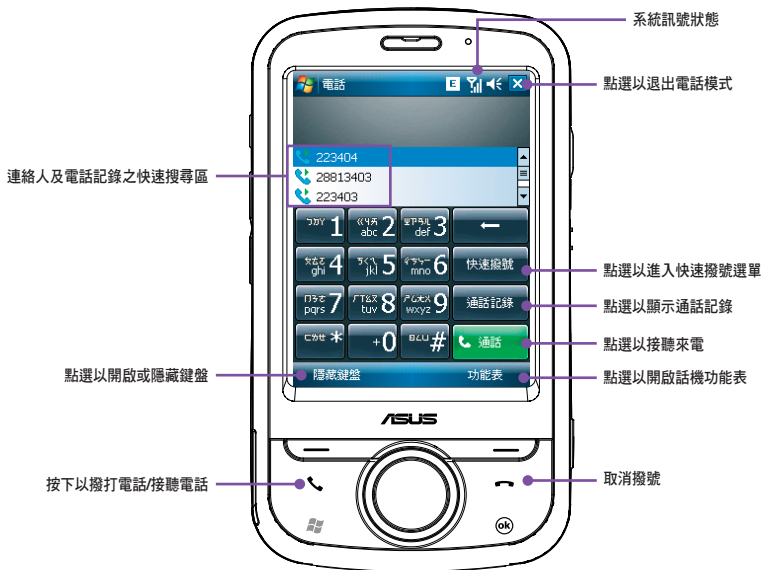 系統訊號狀態
電話
E
點選以退出電話模式
223404
28813403
223403
連絡人及電話記錄之快速搜尋區
ㄅㄉㄚ 1
ㄍㄐㄞ abc 2
def 3
ghi 4
jkl 5
mno 6
快速撥號
點選以進入快速撥號選單
pqrs 7
tuv 8
wxyz 9
通話記錄
點選以顯示通話記錄
*
+0
#
通話
點選以接聽來電
點選以開啟或隱藏鍵盤
隱藏鍵盤
功能表
點選以開啟話機功能表
ASUS
按下以撥打電話/接聽電話
取消撥號
ok